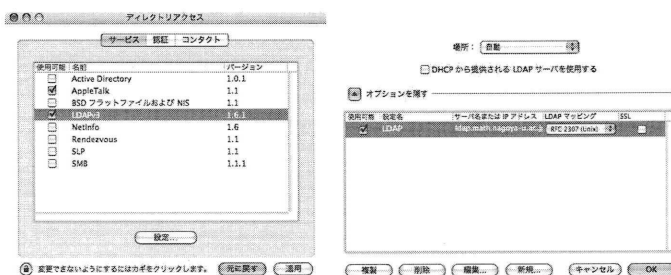 ディレクトリアクセス
サービス 認証 コンタクト
使用可能 名前 バージョン
Active Directory 1.0.1
AppleTalk 1.1
BSD フラットファイルおよび NIS 1.1
LDAPv3 1.6.1
NetInfo 1.6
Rendezvous 1.1
SLP 1.1
SMB 1.1.1
設定...
変更できないようにするにはカギをクリックします。 元に戻す 適用
場所: 自動
DHCP から提供される LDAP サーバを使用する
オプションを隠す
使用可能 設定名 サーバ名または IP アドレス LDAP マッピング SSL
LDAP RFC 2307 (Unix)
複製 削除 編集... 新規... キャンセル OK